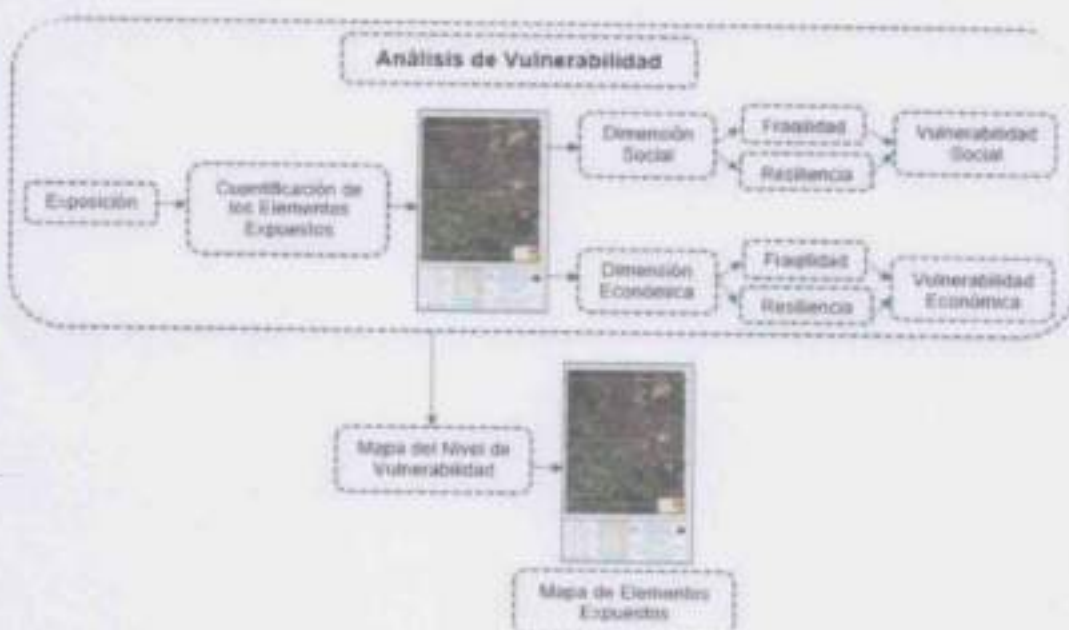 Análisis de Vulnerabilidad
Exposición
Cuantificación de
los Elementos
Expuestos
Dimensión
Social
Fragilidad
Resiliencia
Vulnerabilidad
Social
Dimensión
Económica
Fragilidad
Resiliencia
Vulnerabilidad
Económica
Mapa del Nivel de
Vulnerabilidad
Mapa de Elementos
Expuestos